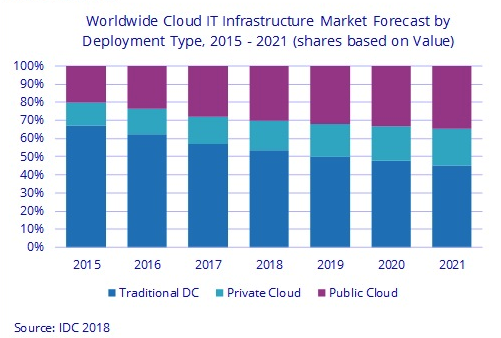 Worldwide Cloud IT Infrastructure Market Forecast by
Deployment Type, 2015 - 2021 (shares based on Value)
100%
90%
80%
70%
60%
50%
40%
30%
20%
10%
0%
2015 2016 2017 2018 2019 2020 2021
Traditional DC Private Cloud Public Cloud
Source: IDC 2018